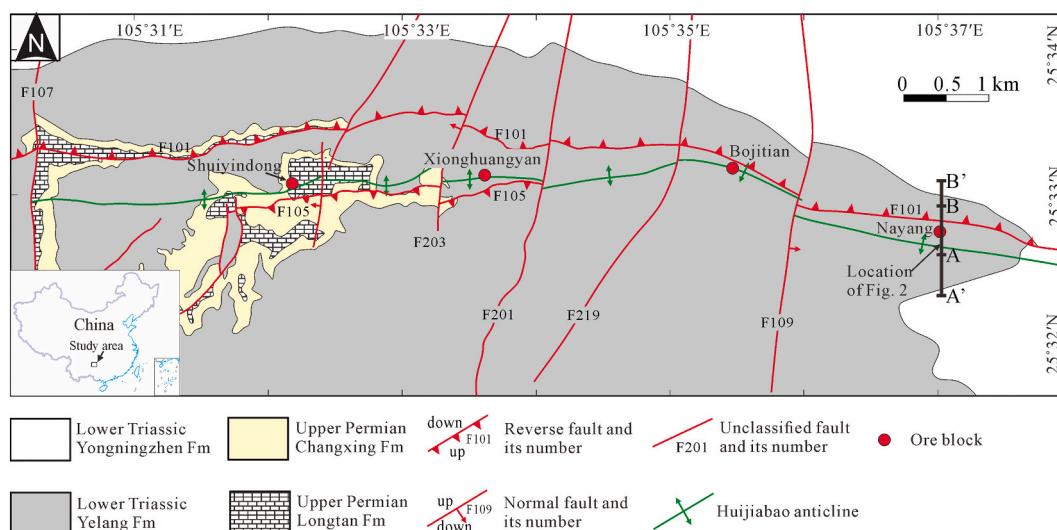 105°31′E 105°33′E 105°35′E 105°37′E
N
25°34′N
25°33′N
25°32′N
0 0.5 1 km
F107
F101
F101
Shuiyindong
Xionghuangyan
Bojitian
F105
F105
F203
F201
F219
F109
F101
Nayang
B'
B
A
A'
Location
of Fig. 2
China
Study area
Lower Triassic
Yongningzhen Fm
Upper Permian
Changxing Fm
down
F101
up
Reverse fault and
its number
F201
Unclassified fault
and its number
Ore block
Lower Triassic
Yelang Fm
Upper Permian
Longtan Fm
up
F109
down
Normal fault and
its number
Huijiabao anticline